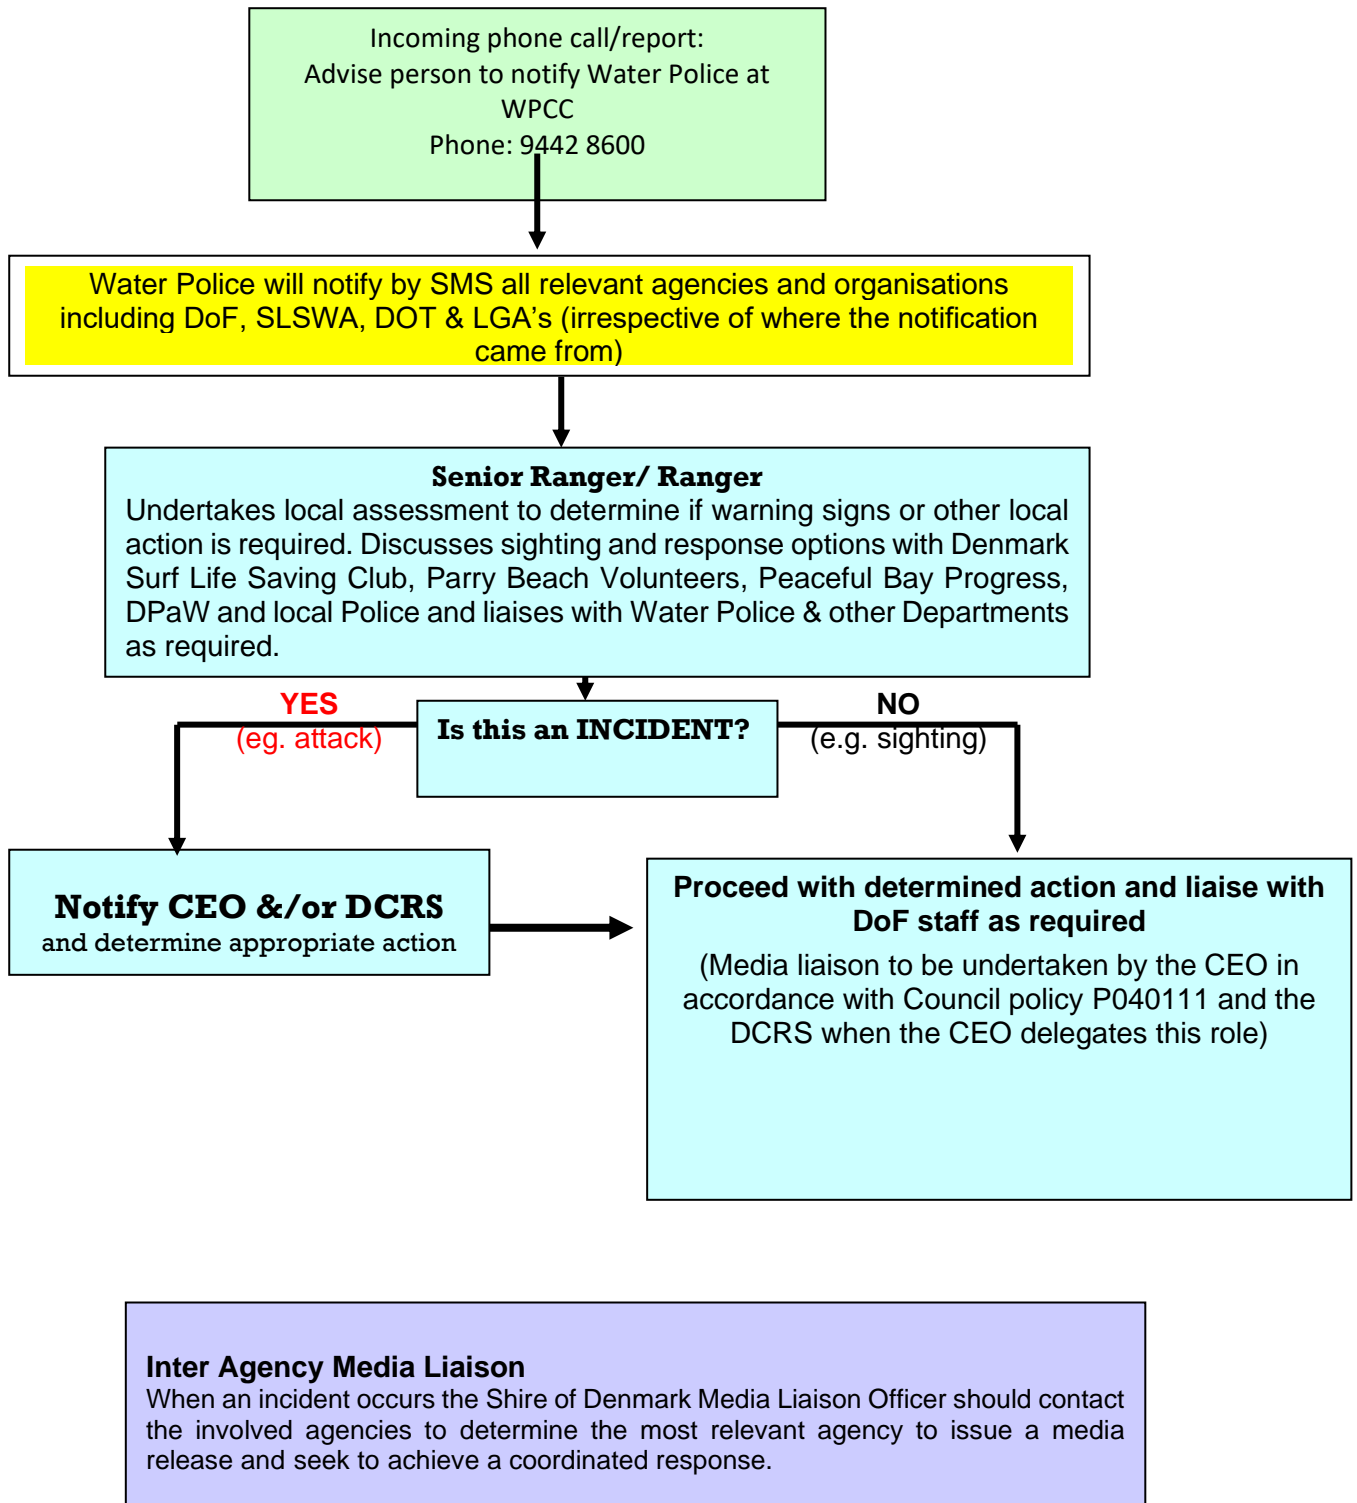 Incoming phone call/report:
Advise person to notify Water Police at
WPCC
Phone: 9442 8600
Water Police will notify by SMS all relevant agencies and organisations
including DoF, SLSWA, DOT & LGA’s (irrespective of where the notification
came from)
Senior Ranger/ Ranger
Undertakes local assessment to determine if warning signs or other local
action is required. Discusses sighting and response options with Denmark
Surf Life Saving Club, Parry Beach Volunteers, Peaceful Bay Progress,
DPaW and local Police and liaises with Water Police & other Departments
as required.
YES
(eg. attack)
Is this an INCIDENT?
NO
(e.g. sighting)
Notify CEO &/or DCRS
and determine appropriate action
Proceed with determined action and liaise with
DoF staff as required
(Media liaison to be undertaken by the CEO in
accordance with Council policy P040111 and the
DCRS when the CEO delegates this role)
Inter Agency Media Liaison
When an incident occurs the Shire of Denmark Media Liaison Officer should contact
the involved agencies to determine the most relevant agency to issue a media
release and seek to achieve a coordinated response.